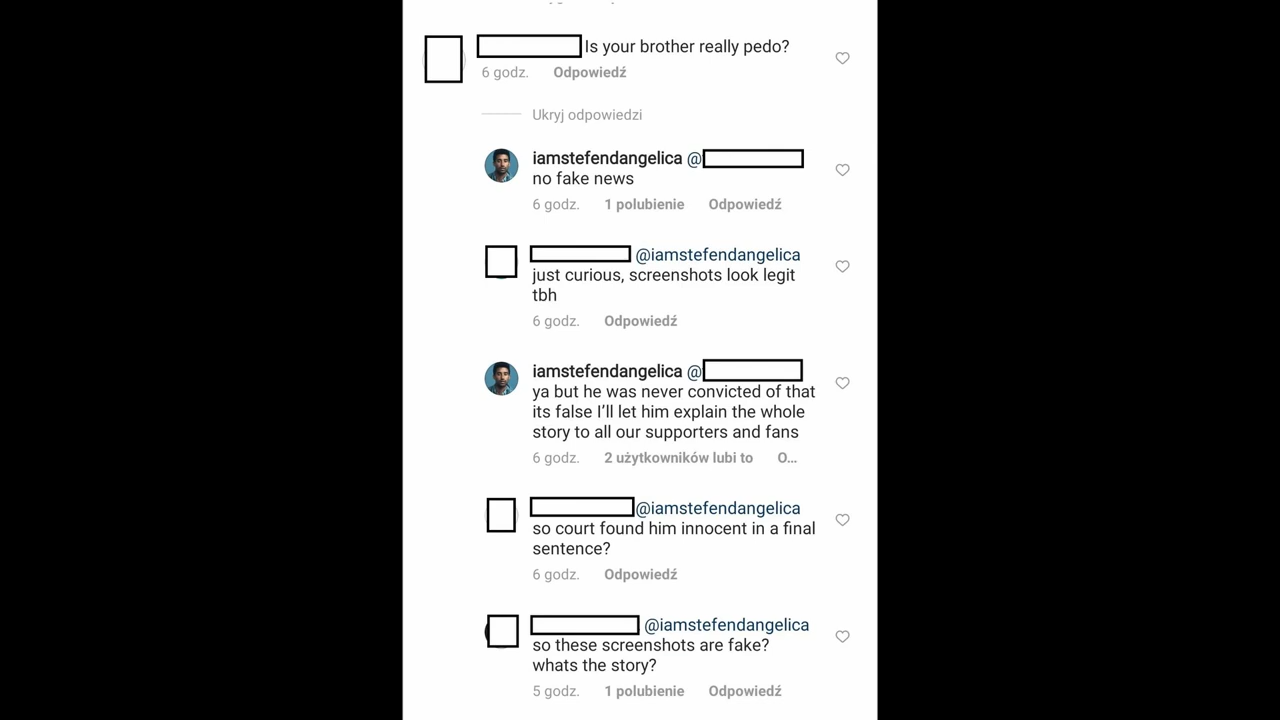 Is your brother really pedo?
6 godz. Odpowiedź
Ukryj odpowiedzi
iamstefendangelica @
no fake news
6 godz. 1 polubienie Odpowiedź
@iamstefendangelica
just curious, screenshots look legit
tbh
6 godz. Odpowiedź
iamstefendangelica @
ya but he was never convicted of that
its false I’ll let him explain the whole
story to all our supporters and fans
6 godz. 2 użytkowników lubi to O...
@iamstefendangelica
so court found him innocent in a final
sentence?
6 godz. Odpowiedź
@iamstefendangelica
so these screenshots are fake?
whats the story?
5 godz. 1 polubienie Odpowiedź